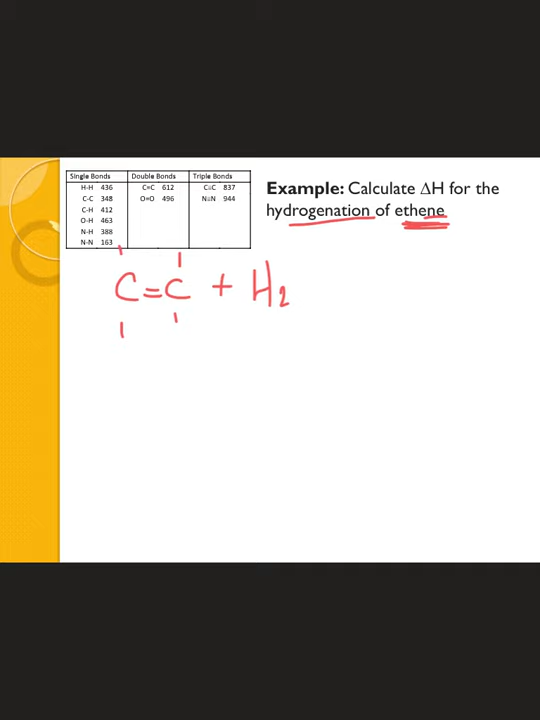 Single Bonds Double Bonds Triple Bonds
H-H 436 C=C 612 C≡C 837
C-C 348 O=O 496 N≡N 944
C-H 412
O-H 463
N-H 388
N-N 163
Example: Calculate ΔH for the
hydrogenation of ethene
C=C + H2